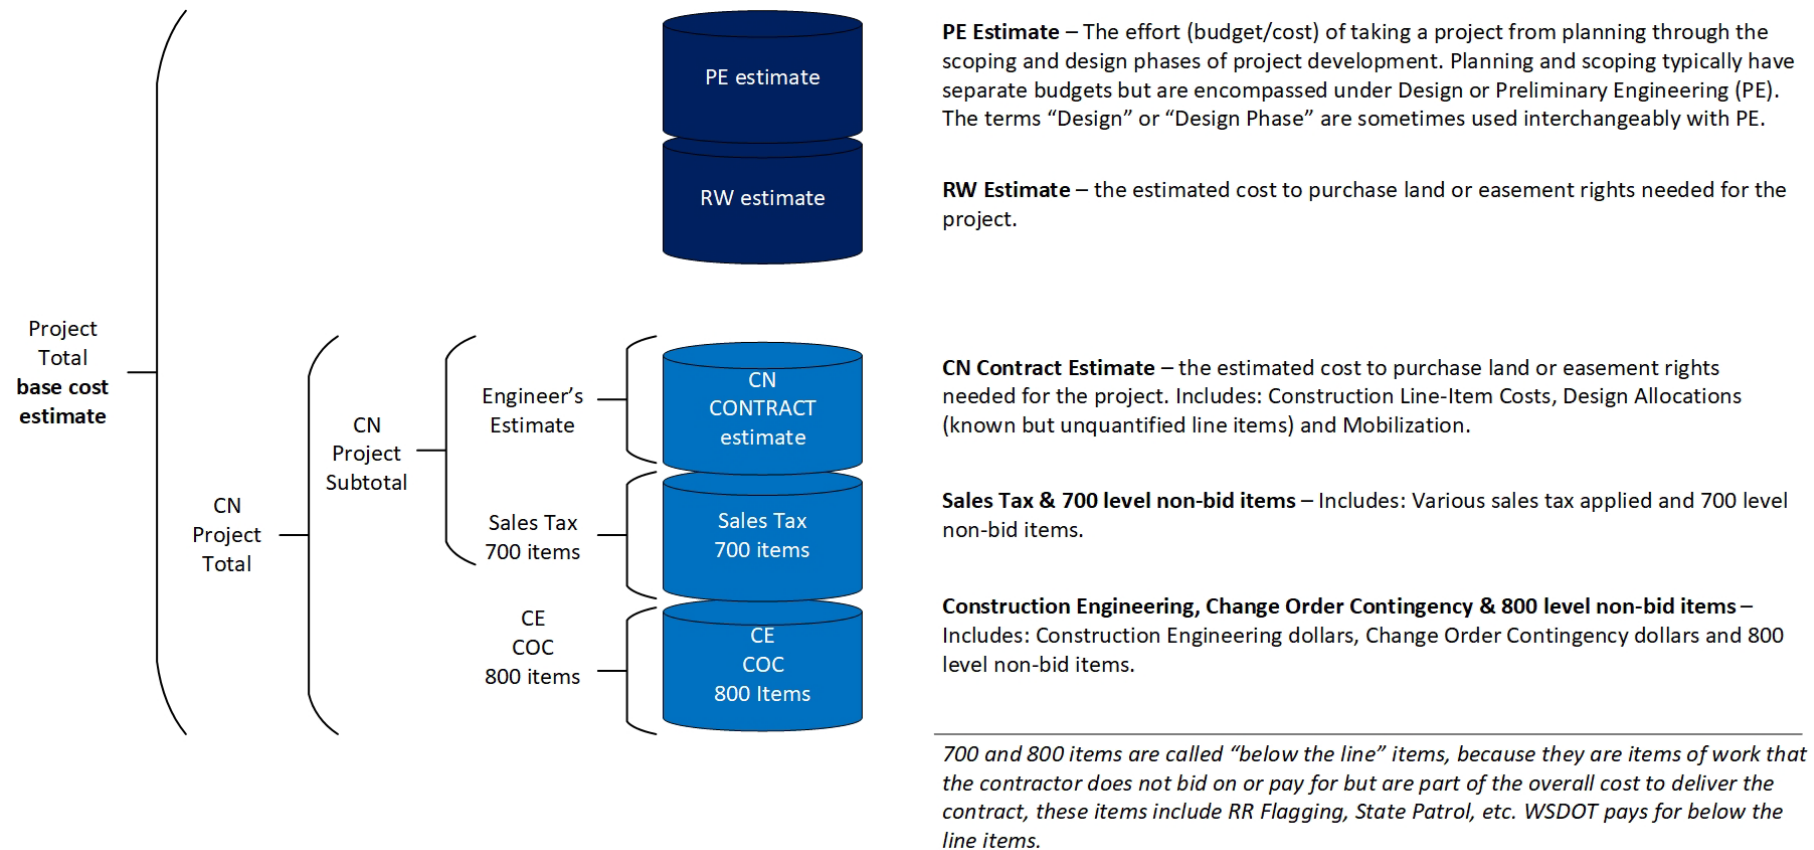 PE estimate
RW estimate
Project
Total
base cost
estimate
CN
Project
Total
CN
Project
Subtotal
Engineer’s
Estimate
Sales Tax
700 items
CE
COC
800 items
CN
CONTRACT
estimate
Sales Tax
700 items
CE
COC
800 Items
PE Estimate – The effort (budget/cost) of taking a project from planning through the
scoping and design phases of project development. Planning and scoping typically have
separate budgets but are encompassed under Design or Preliminary Engineering (PE).
The terms “Design” or “Design Phase” are sometimes used interchangeably with PE.
RW Estimate – the estimated cost to purchase land or easement rights needed for the
project.
CN Contract Estimate – the estimated cost to purchase land or easement rights
needed for the project. Includes: Construction Line-Item Costs, Design Allocations
(known but unquantified line items) and Mobilization.
Sales Tax & 700 level non-bid items – Includes: Various sales tax applied and 700 level
non-bid items.
Construction Engineering, Change Order Contingency & 800 level non-bid items –
Includes: Construction Engineering dollars, Change Order Contingency dollars and 800
level non-bid items.
700 and 800 items are called “below the line” items, because they are items of work that
the contractor does not bid on or pay for but are part of the overall cost to deliver the
contract, these items include RR Flagging, State Patrol, etc. WSDOT pays for below the
line items.